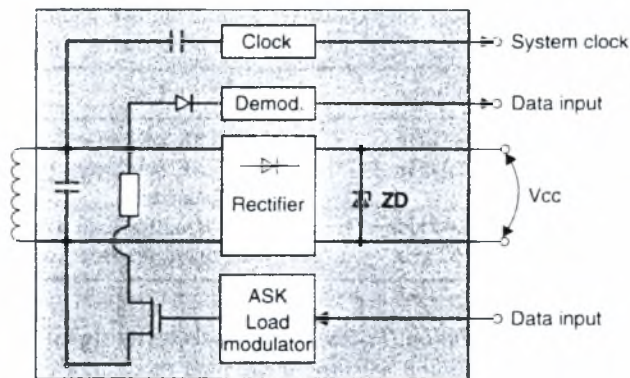 Clock
System clock
Demod.
Data input
Rectifier
ZD
Vcc
ASK
Load
modulator
Data input